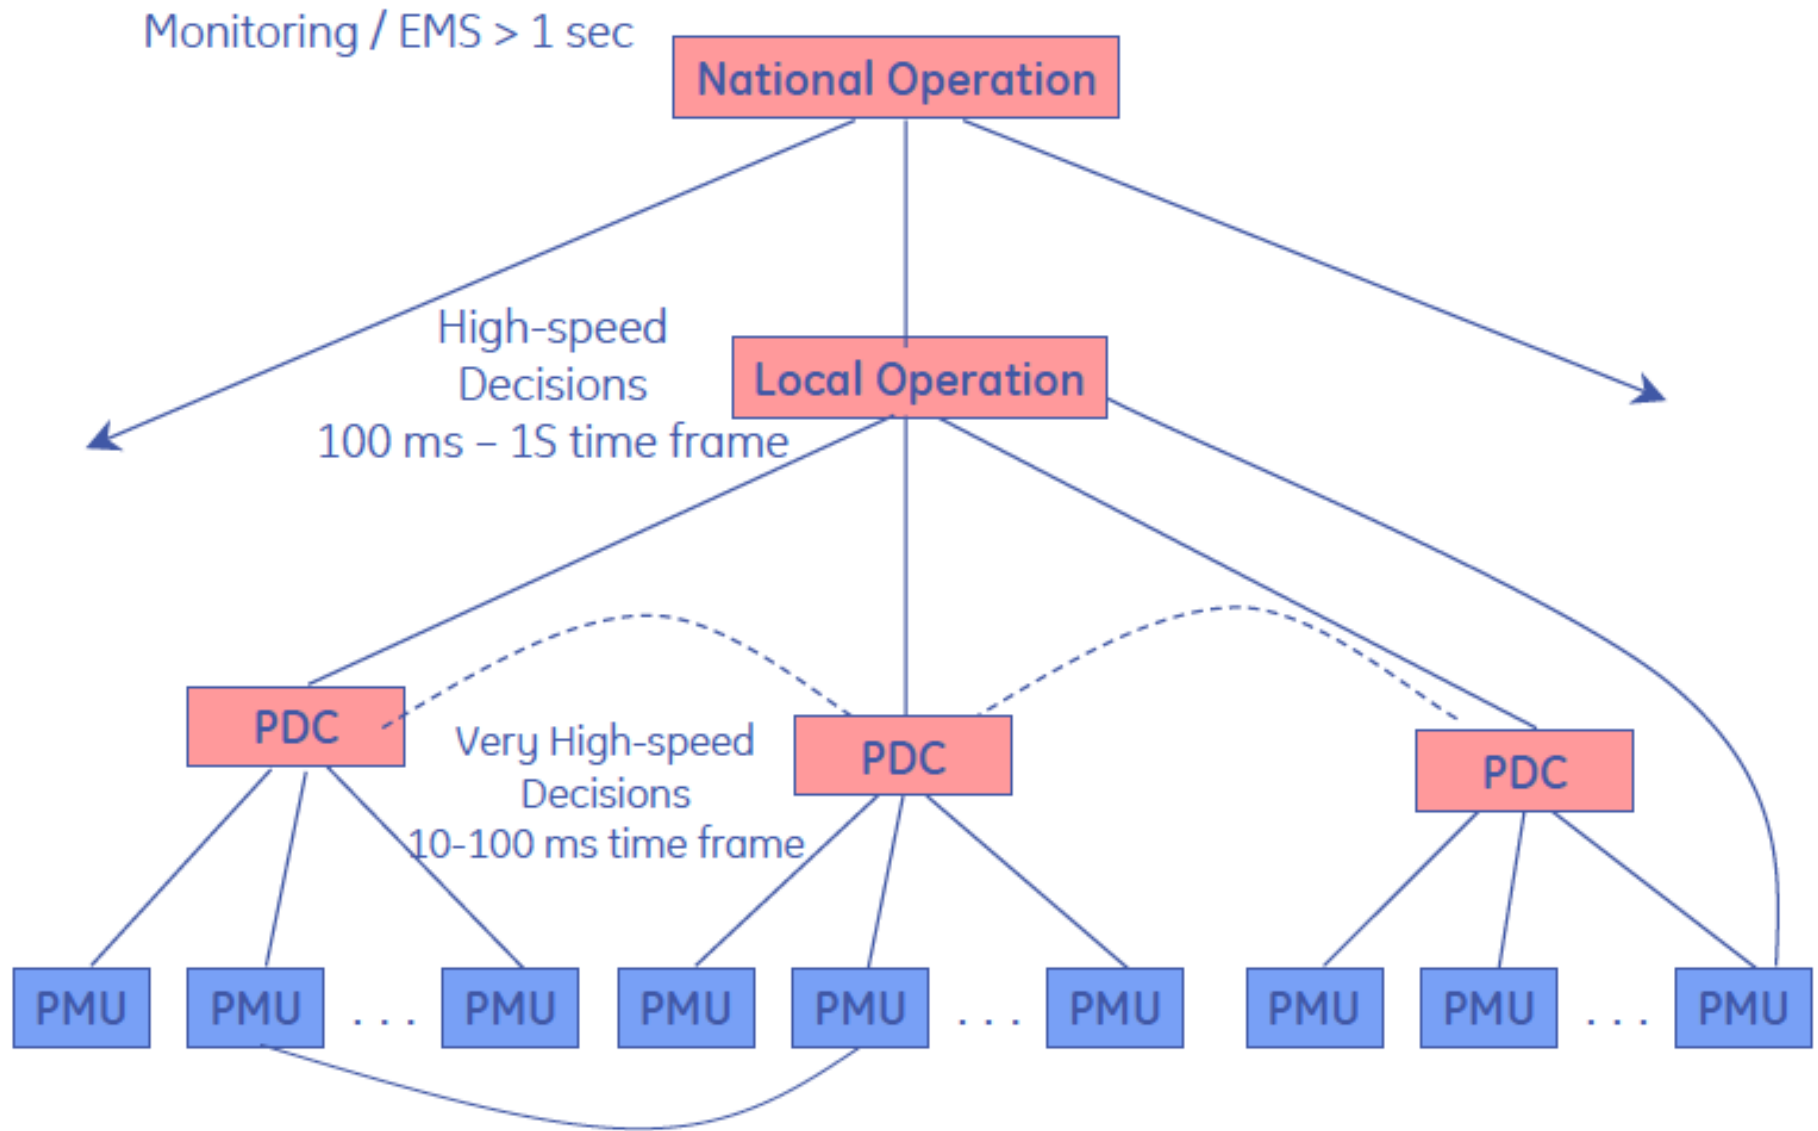 Monitoring / EMS > 1 sec
National Operation
High-speed
Decisions
100 ms – 1S time frame
Local Operation
PDC
Very High-speed
Decisions
10-100 ms time frame
PDC
PDC
PMU
PMU
. . .
PMU
PMU
PMU
. . .
PMU
PMU
PMU
. . .
PMU